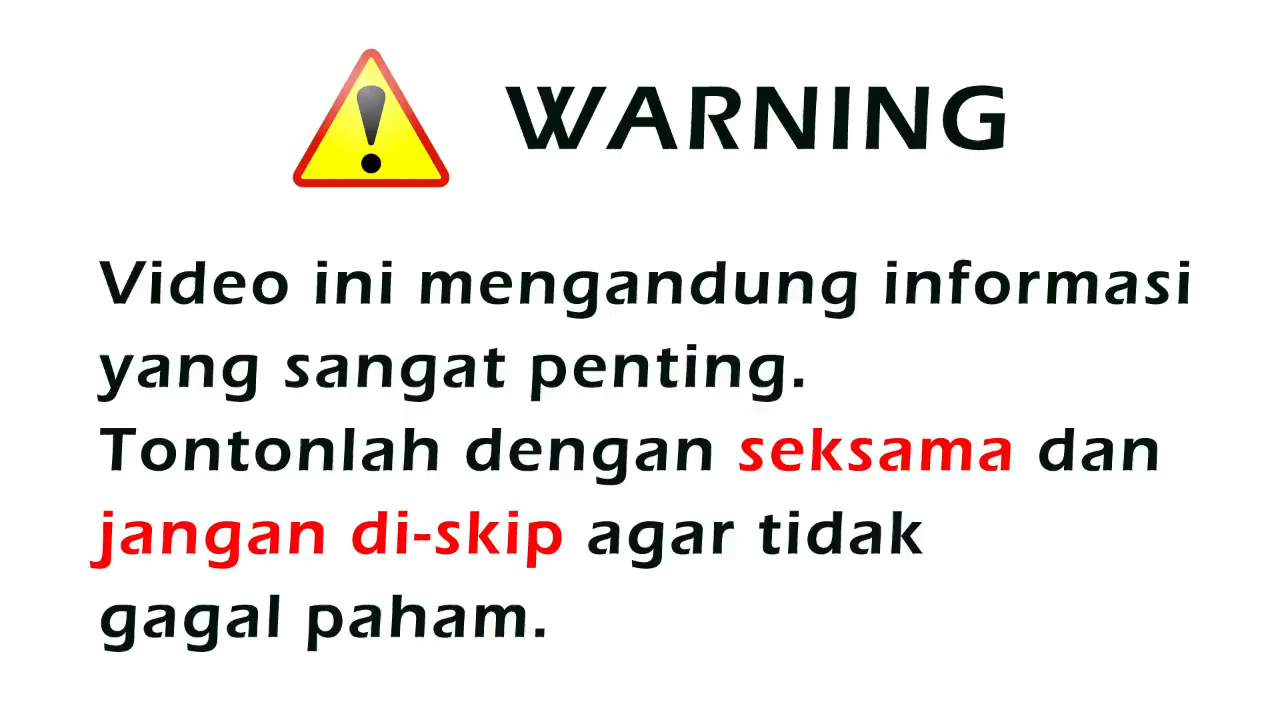 WARNING
Video ini mengandung informasi
yang sangat penting.
Tontonlah dengan seksama dan
jangan di-skip agar tidak
gagal paham.